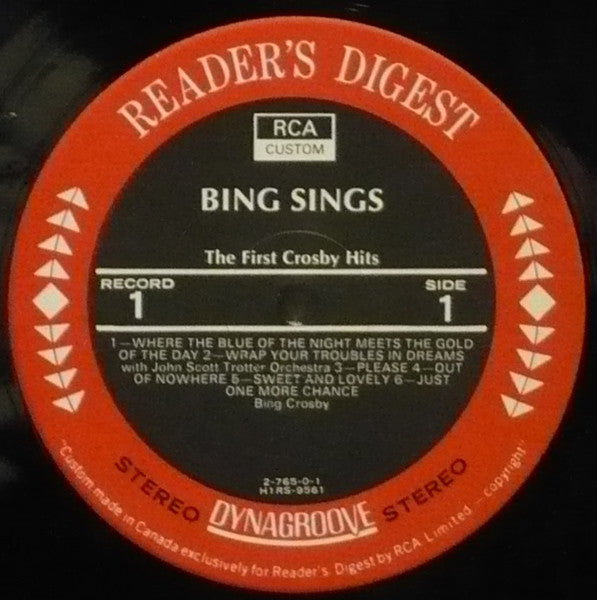 READER'S DIGEST
RCA
CUSTOM
BING SINGS
The First Crosby Hits
RECORD
1
SIDE
1
1—WHERE THE BLUE OF THE NIGHT MEETS THE GOLD
OF THE DAY 2—WRAP YOUR TROUBLES IN DREAMS
with John Scott Trotter Orchestra 3—PLEASE 4—OUT
OF NOWHERE 5—SWEET AND LOVELY 6—JUST
ONE MORE CHANCE
Bing Crosby
2-765-0-1
H1RS-9561
STEREO DYNAGROOVE STEREO
"Custom made in Canada exclusively for Reader's Digest by RCA Limited - copyright"